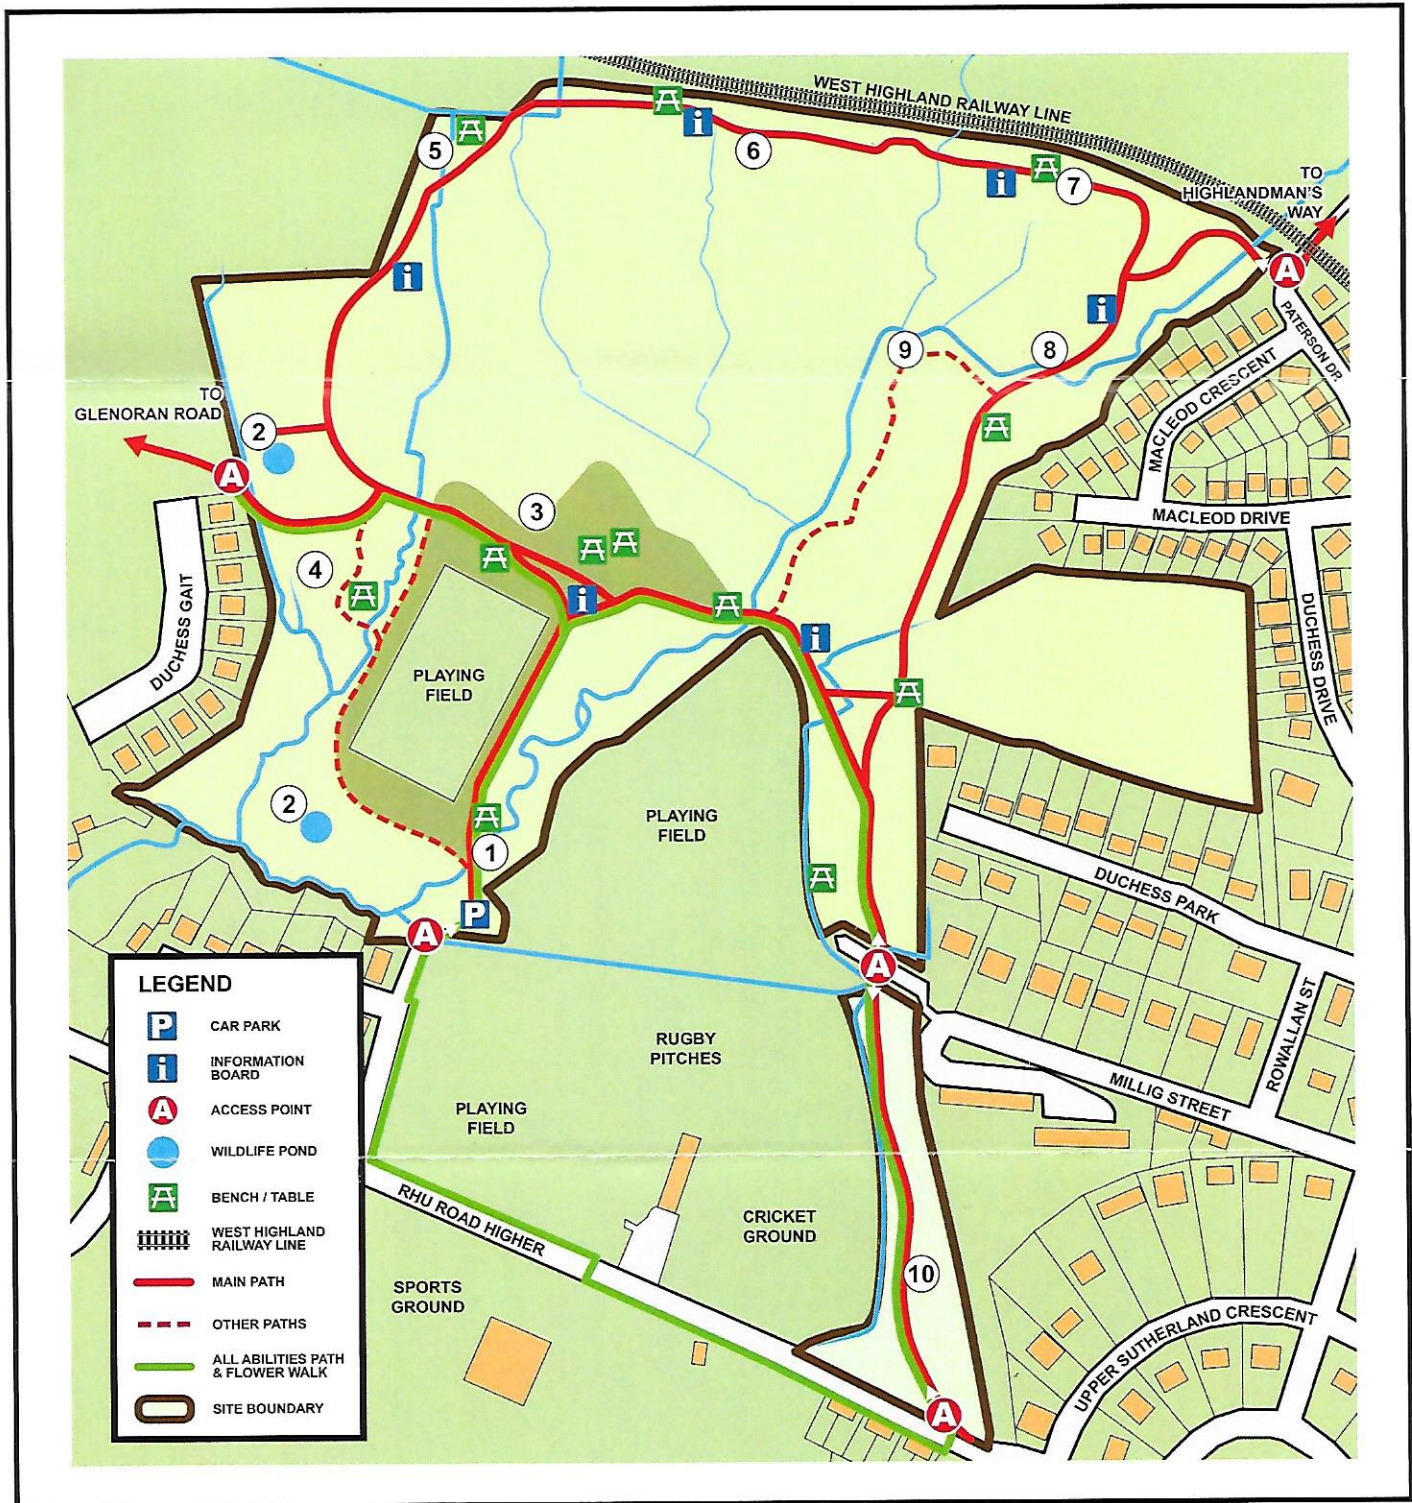 WEST HIGHLAND RAILWAY LINE
TO
HIGHLANDMAN'S
WAY
5
6
7
i
i
i
i
A
PATERSON DR.
9
8
MACLEOD CRESCENT
TO
GLENORAN ROAD
2
A
3
MACLEOD DRIVE
4
DUCHESS GAIT
i
i
DUCHESS DRIVE
PLAYING
FIELD
2
PLAYING
FIELD
1
DUCHESS PARK
P
A
A
ROWALLAN ST
RUGBY
PITCHES
MILLIG STREET
PLAYING
FIELD
RHU ROAD HIGHER
CRICKET
GROUND
SPORTS
GROUND
10
UPPER SUTHERLAND CRESCENT
A
LEGEND
P CAR PARK
i INFORMATION
BOARD
A ACCESS POINT
WILDLIFE POND
BENCH / TABLE
WEST HIGHLAND
RAILWAY LINE
MAIN PATH
OTHER PATHS
ALL ABILITIES PATH
& FLOWER WALK
SITE BOUNDARY